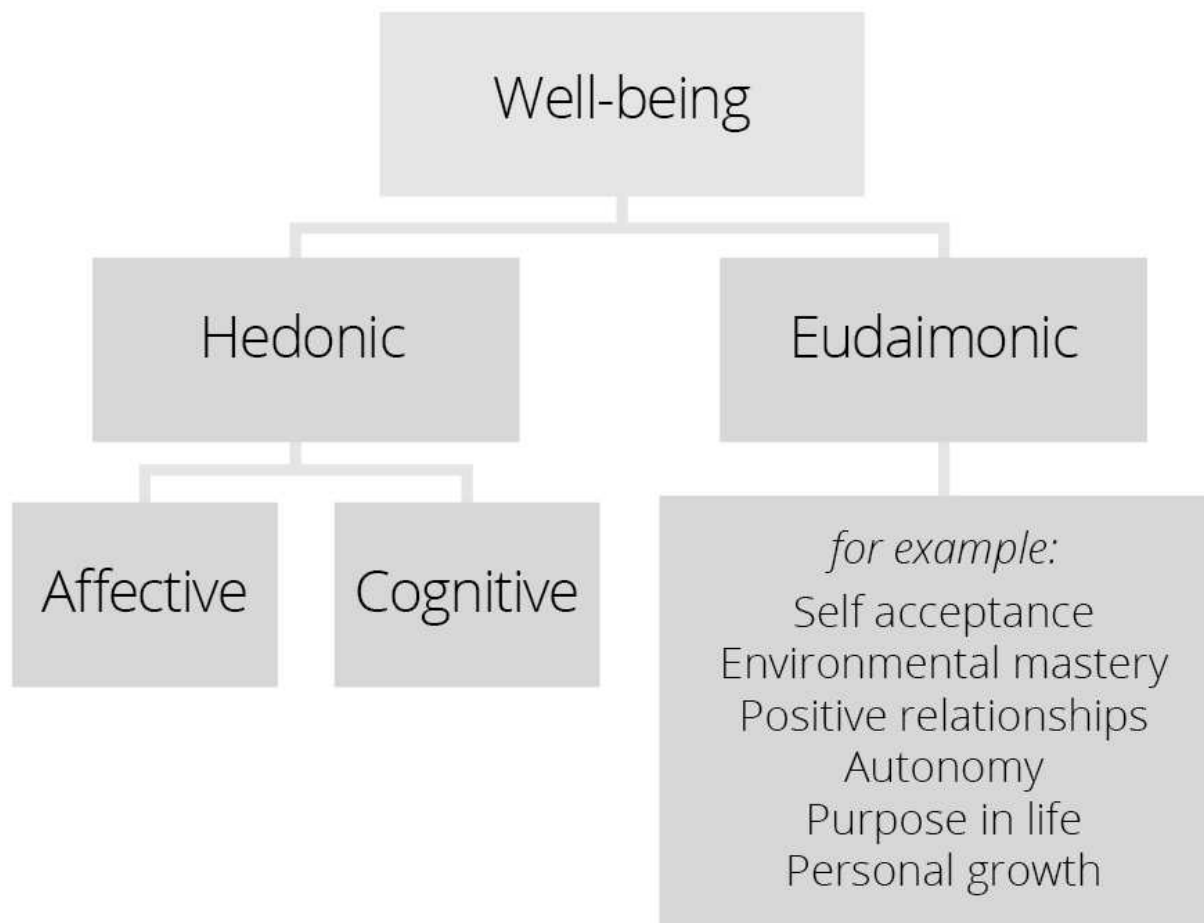 Well-being
Hedonic
Eudaimonic
Affective
Cognitive
for example:
Self acceptance
Environmental mastery
Positive relationships
Autonomy
Purpose in life
Personal growth